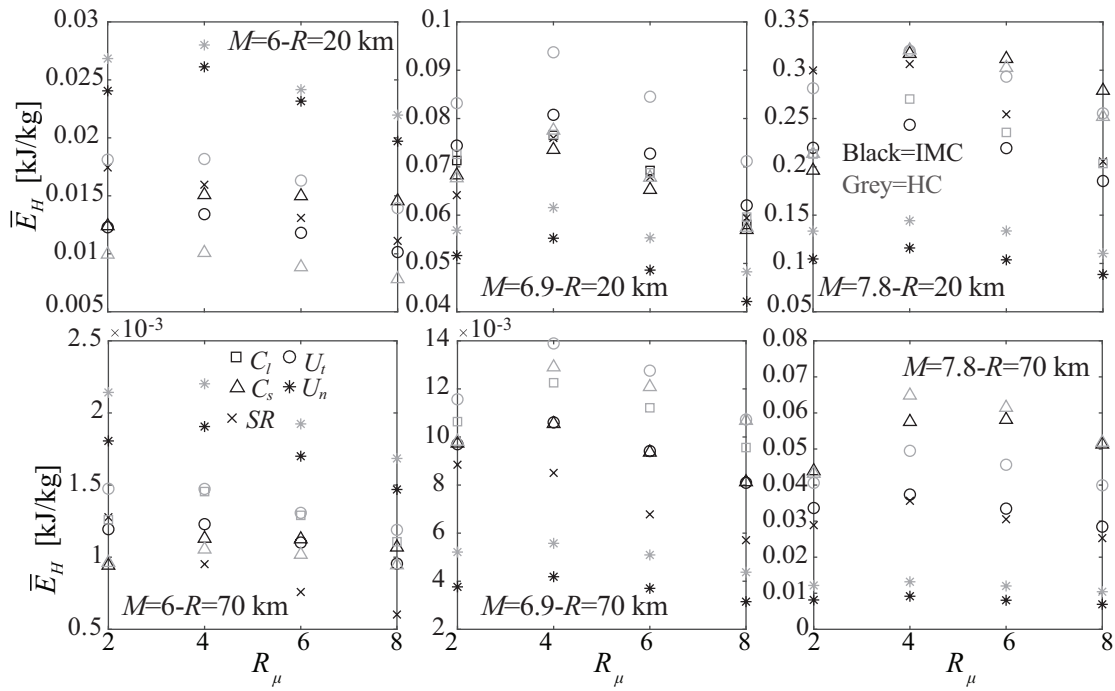 0.03
0.025
0.02
0.015
0.01
0.005
M=6-R=20 km
E̅_H [kJ/kg]
0.1
0.09
0.08
0.07
0.06
0.05
0.04
M=6.9-R=20 km
0.35
0.3
0.25
0.2
0.15
0.1
0.05
Black=IMC
Grey=HC
M=7.8-R=20 km
×10⁻³
2.5
2
1.5
1
0.5
C_l U_t
C_s U_n
SR
M=6-R=70 km
E̅_H [kJ/kg]
2 4 6 8
R_μ
×10⁻³
14
12
10
8
6
4
2
M=6.9-R=70 km
2 4 6 8
R_μ
0.08
0.07
0.06
0.05
0.04
0.03
0.02
0.01
0
M=7.8-R=70 km
2 4 6 8
R_μ